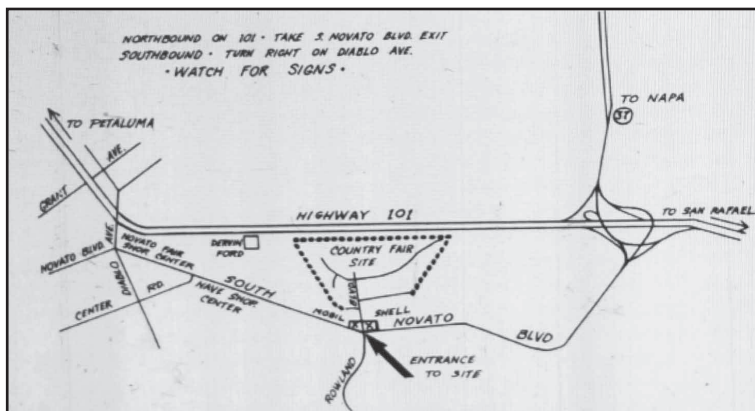 NORTHBOUND ON 101 · TAKE S. NOVATO BLVD. EXIT
SOUTHBOUND · TURN RIGHT ON DIABLO AVE.
· WATCH FOR SIGNS ·
TO NAPA
37
TO PETALUMA
GRANT AVE.
HIGHWAY 101
TO SAN RAFAEL
NOVATO BLVD.
DIABLO AVE.
NOVATO FAIR
SHOP CENTER
DERVIN
FORD
COUNTRY FAIR
SITE
CENTER RD.
NAVE SHOP.
CENTER
SOUTH NOVATO BLVD
MOBIL
SHELL
X X
ROWLAND BLVD.
ENTRANCE
TO SITE